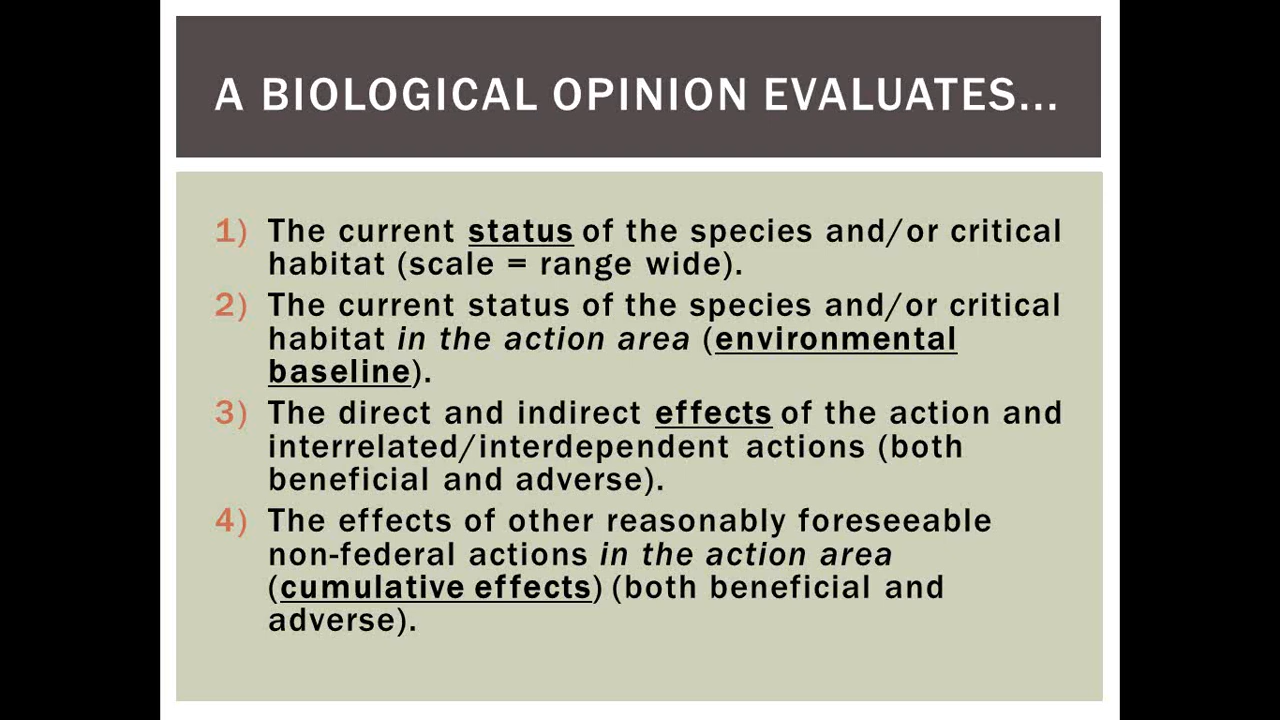 A BIOLOGICAL OPINION EVALUATES...
1) The current status of the species and/or critical
habitat (scale = range wide).
2) The current status of the species and/or critical
habitat in the action area (environmental
baseline).
3) The direct and indirect effects of the action and
interrelated/interdependent actions (both
beneficial and adverse).
4) The effects of other reasonably foreseeable
non-federal actions in the action area
(cumulative effects) (both beneficial and
adverse).